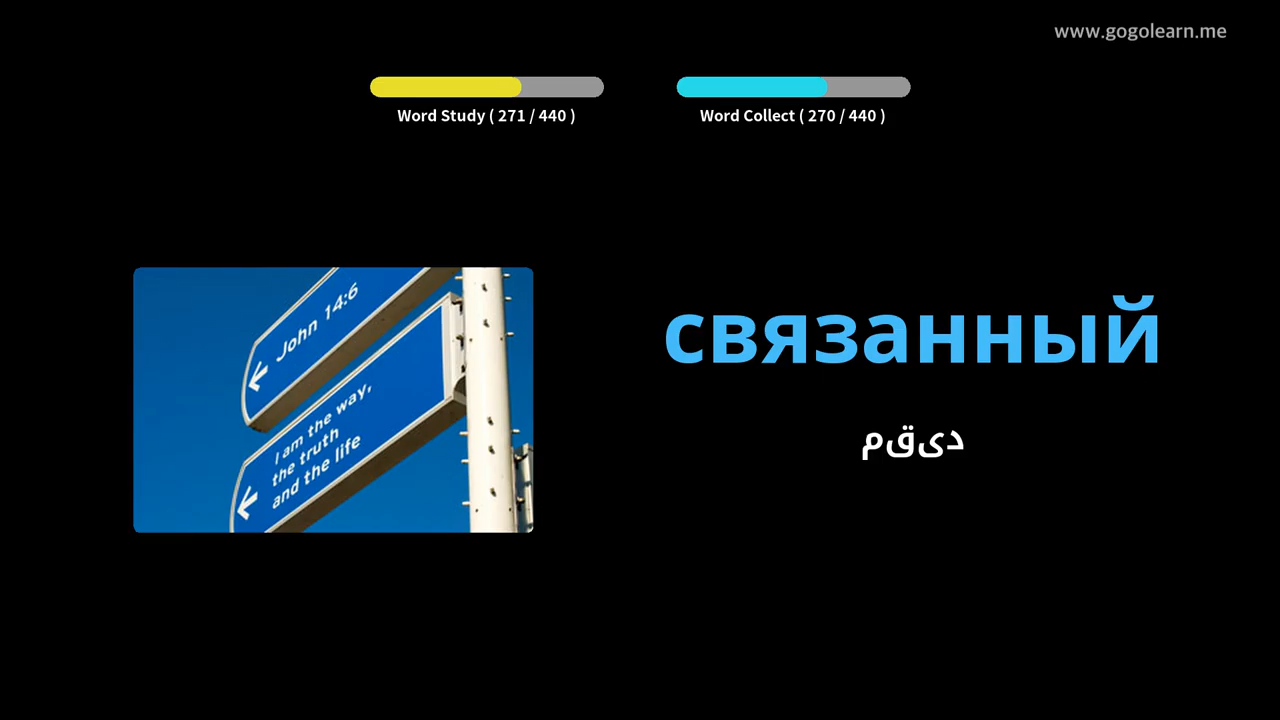 www.gogolearn.me
Word Study ( 271 / 440 )
Word Collect ( 270 / 440 )
John 14:6
I am the way,
the truth
and the life
связанный
دیقم